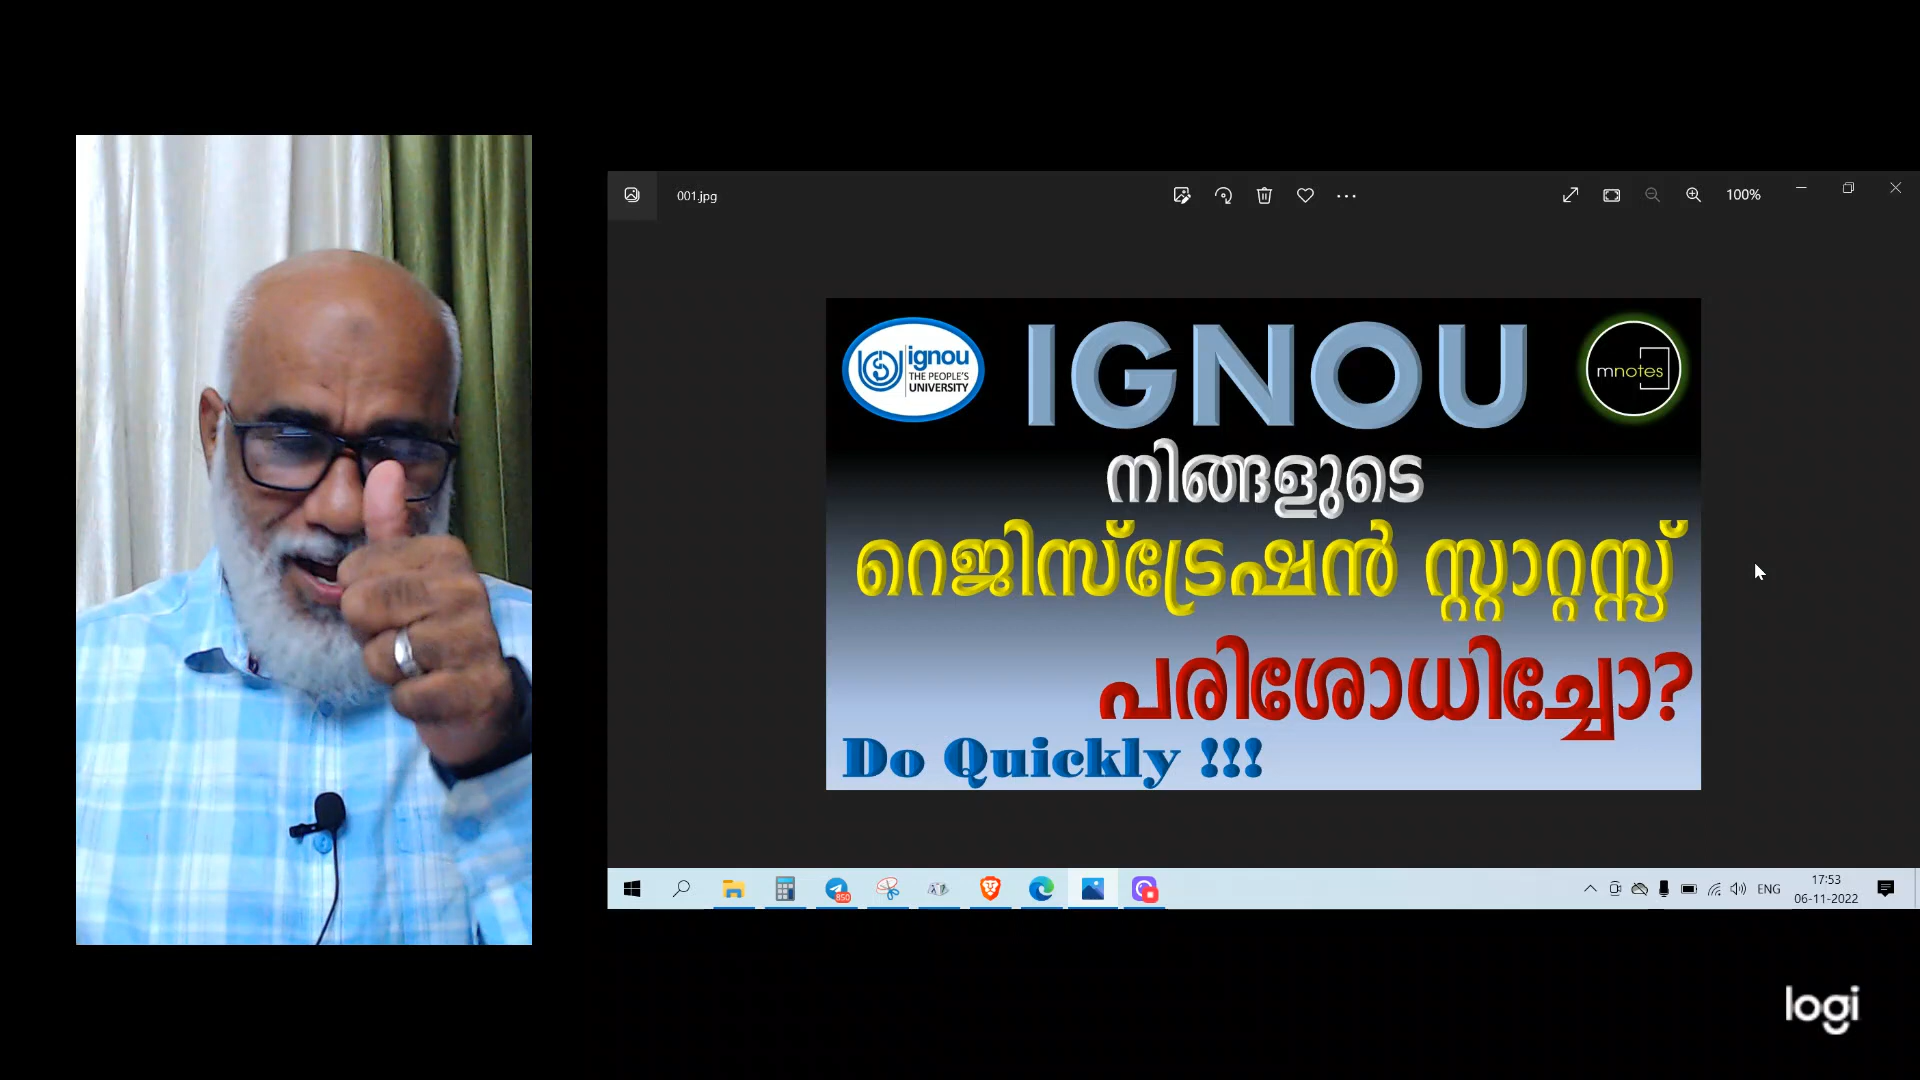 001.jpg
100%
ignou
THE PEOPLE'S
UNIVERSITY
IGNOU
mnotes
നിങ്ങളുടെ
റെജിസ്ട്രേഷൻ സ്റ്റാറ്റസ്സ്
പരിശോധിച്ചോ?
Do Quickly !!!
850
ENG
17:53
06-11-2022
logi